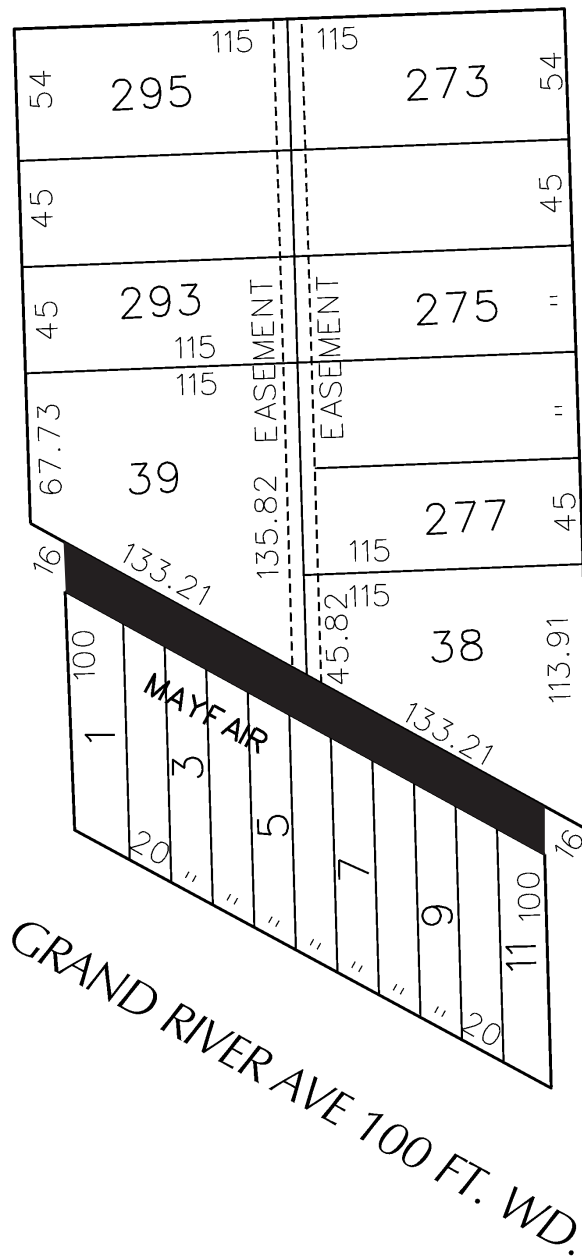 115 115
54 295 273 54
45 45
45 293 275 "
115
EASEMENT EASEMENT
115
67.73 39 135.82 "
277 45
115
16 133.21 45.82 115
100 38 113.91
MAYFAIR
133.21
1 3 5 7 9 11
16
20 " " " " " " " 20 100
GRAND RIVER AVE 100 FT. WD.